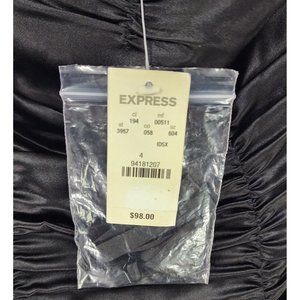 EXPRESS
cl mf
194 00511
st co sz
3957 058 604
IDSX
4
94181207
$98.00